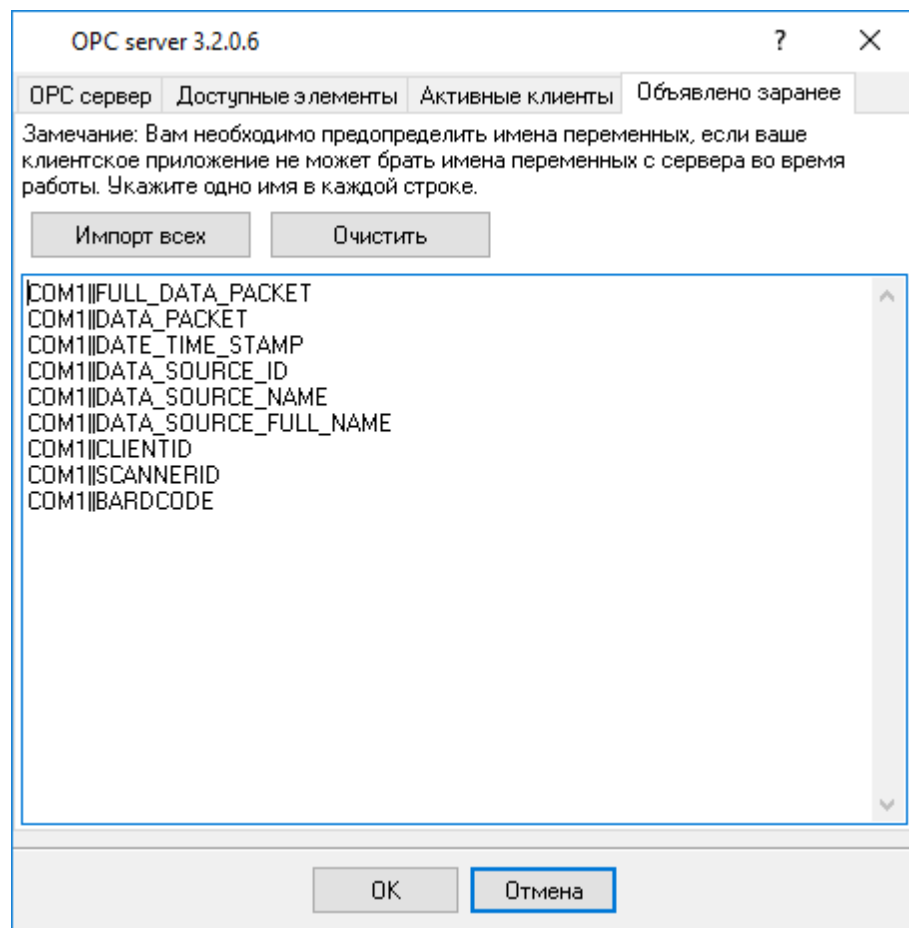 OPC server 3.2.0.6
?
OPC сервер Доступные элементы Активные клиенты Объявлено заранее
Замечание: Вам необходимо предопределить имена переменных, если ваше
клиентское приложение не может брать имена переменных с сервера во время
работы. Укажите одно имя в каждой строке.
Импорт всех Очистить
COM1||FULL_DATA_PACKET
COM1||DATA_PACKET
COM1||DATE_TIME_STAMP
COM1||DATA_SOURCE_ID
COM1||DATA_SOURCE_NAME
COM1||DATA_SOURCE_FULL_NAME
COM1||CLIENTID
COM1||SCANNERID
COM1||BARDCODE
OK Отмена